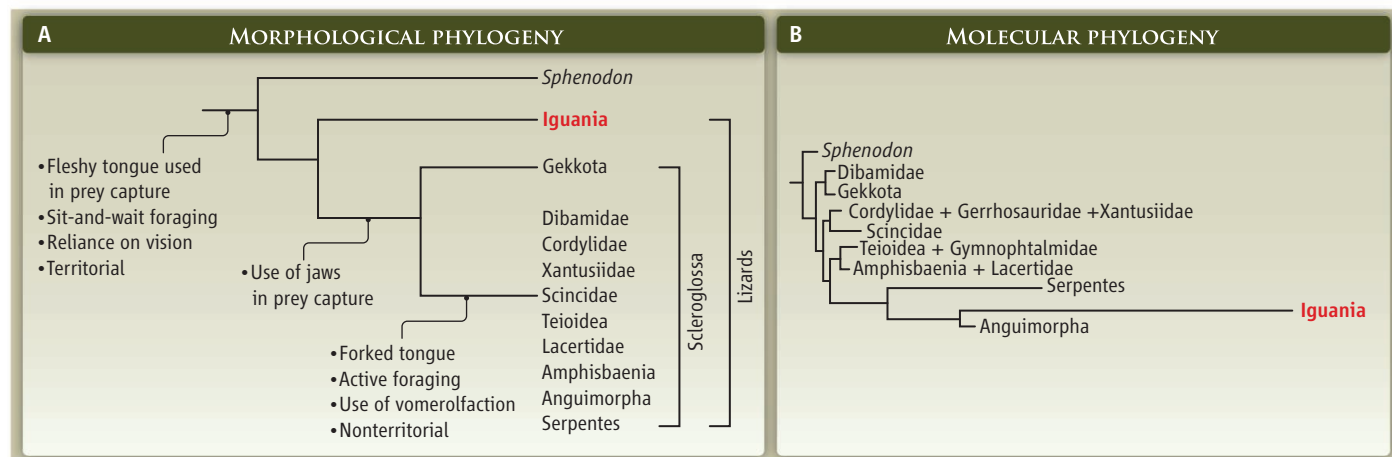 A MORPHOLOGICAL PHYLOGENY
Sphenodon
Iguania
Gekkota
•Fleshy tongue used
in prey capture
•Sit-and-wait foraging
•Reliance on vision
•Territorial
•Use of jaws
in prey capture
•Forked tongue
•Active foraging
•Use of vomerolfaction
•Nonterritorial
Dibamidae
Cordylidae
Xantusiidae
Scincidae
Teioidea
Lacertidae
Amphisbaenia
Anguimorpha
Serpentes
Scleroglossa
Lizards
B MOLECULAR PHYLOGENY
Sphenodon
Dibamidae
Gekkota
Cordylidae + Gerrhosauridae +Xantusiidae
Scincidae
Teioidea + Gymnophtalmidae
Amphisbaenia + Lacertidae
Serpentes
Iguania
Anguimorpha